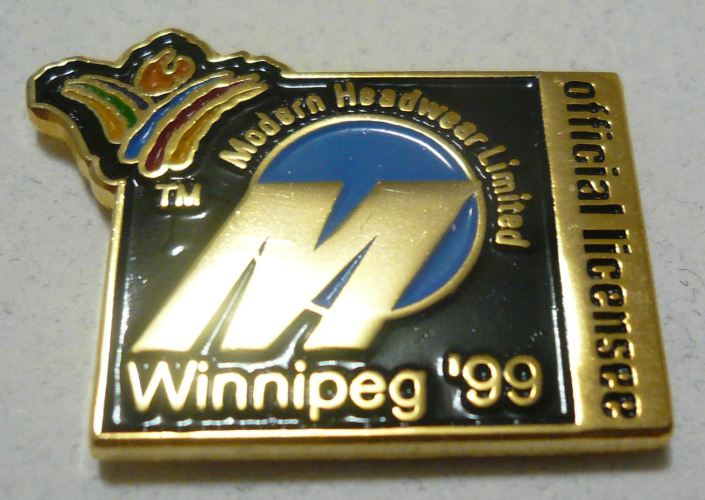 TM
Modern Headwear Limited
M
Winnipeg '99
official licensee